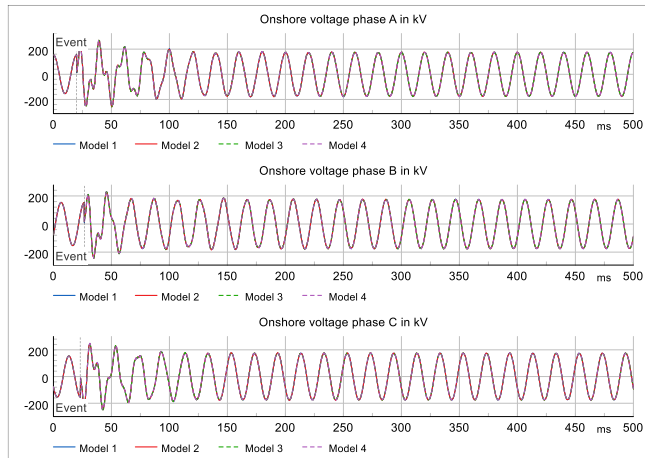 Onshore voltage phase A in kV
200
Event
0
-200
0 50 100 150 200 250 300 350 400 450 ms 500
Model 1 Model 2 Model 3 Model 4
Onshore voltage phase B in kV
200
0
-200
Event
0 50 100 150 200 250 300 350 400 450 ms 500
Model 1 Model 2 Model 3 Model 4
Onshore voltage phase C in kV
200
0
-200
Event
0 50 100 150 200 250 300 350 400 450 ms 500
Model 1 Model 2 Model 3 Model 4